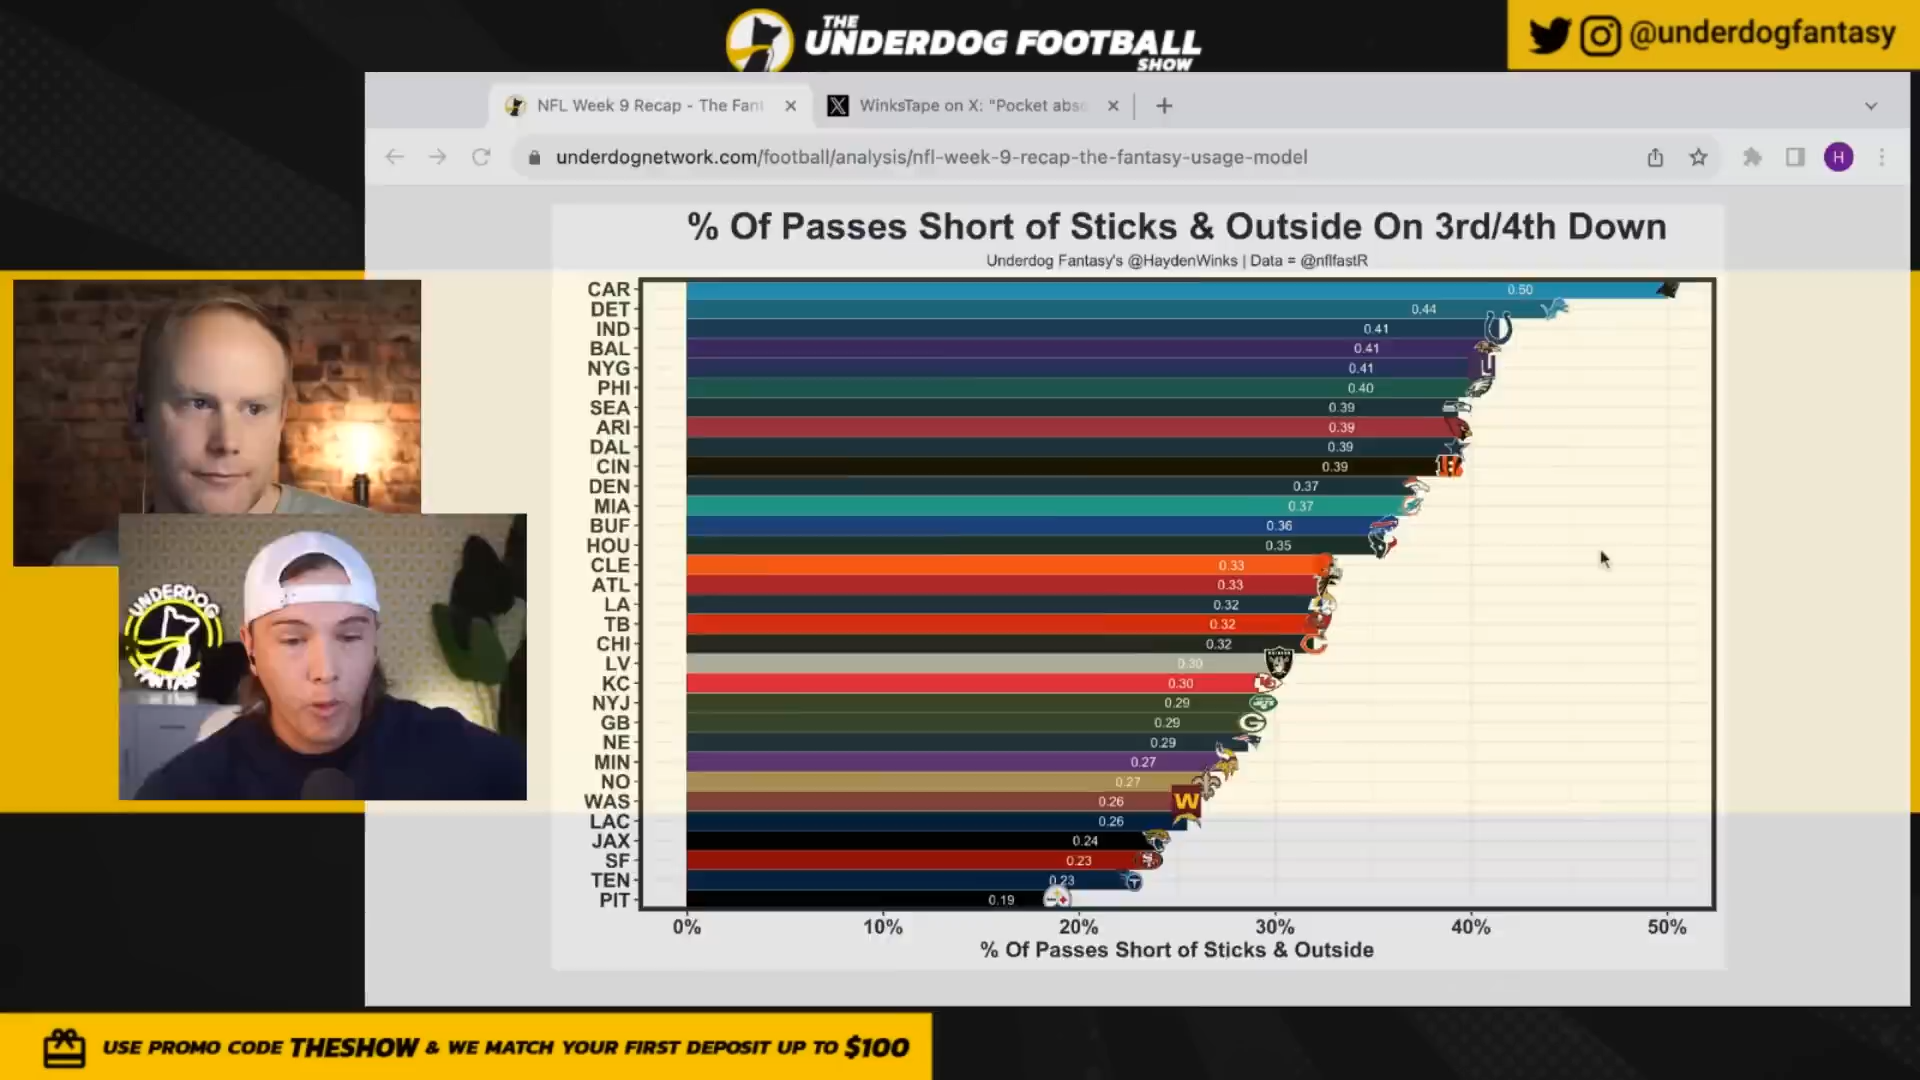 THE
UNDERDOG FOOTBALL
SHOW
@underdogfantasy
NFL Week 9 Recap - The Fant
WinksTape on X: "Pocket abso
underdognetwork.com/football/analysis/nfl-week-9-recap-the-fantasy-usage-model
H
% Of Passes Short of Sticks & Outside On 3rd/4th Down
Underdog Fantasy's @HaydenWinks | Data = @nflfastR
CAR 0.50
DET 0.44
IND 0.41
BAL 0.41
NYG 0.41
PHI 0.40
SEA 0.39
ARI 0.39
DAL 0.39
CIN 0.39
DEN 0.37
MIA 0.37
BUF 0.36
HOU 0.35
CLE 0.33
ATL 0.33
LA 0.32
TB 0.32
CHI 0.32
LV 0.30
KC 0.30
NYJ 0.29
GB 0.29
NE 0.29
MIN 0.27
NO 0.27
WAS 0.26
LAC 0.26
JAX 0.24
SF 0.23
TEN 0.23
PIT 0.19
0% 10% 20% 30% 40% 50%
% Of Passes Short of Sticks & Outside
UNDERDOG
FANTASY
USE PROMO CODE THESHOW & WE MATCH YOUR FIRST DEPOSIT UP TO $100